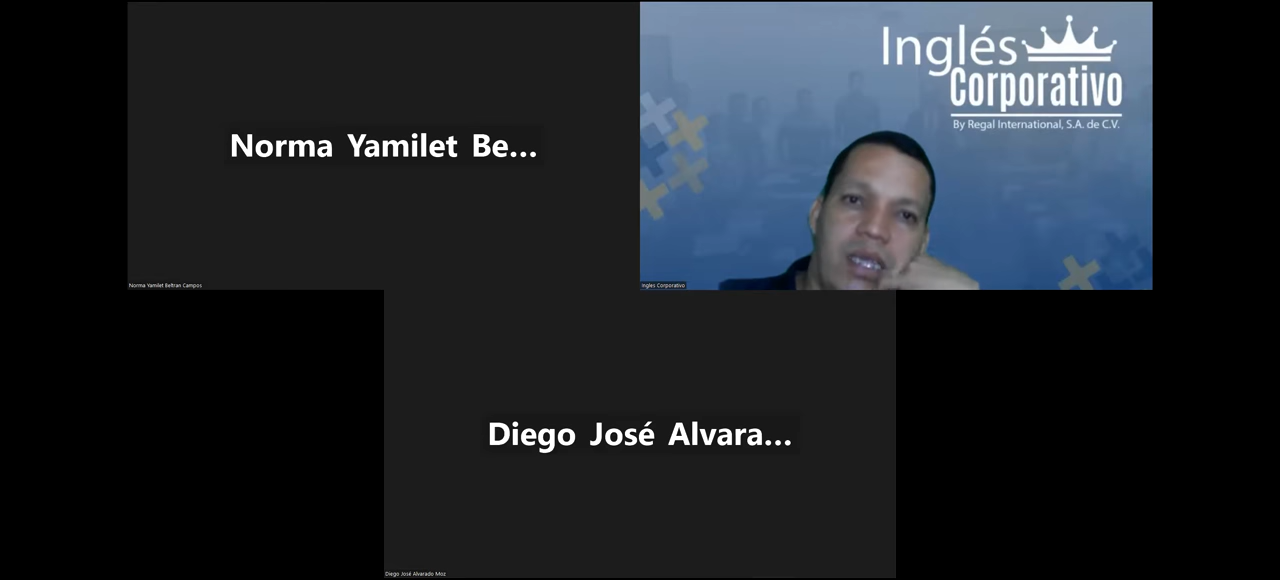 Norma Yamilet Be...
Norma Yamilet Beltran Campos
Inglés
Corporativo
By Regal International, S.A. de C.V.
Ingles Corporativo
Diego José Alvara...
Diego José Alvarado Moz